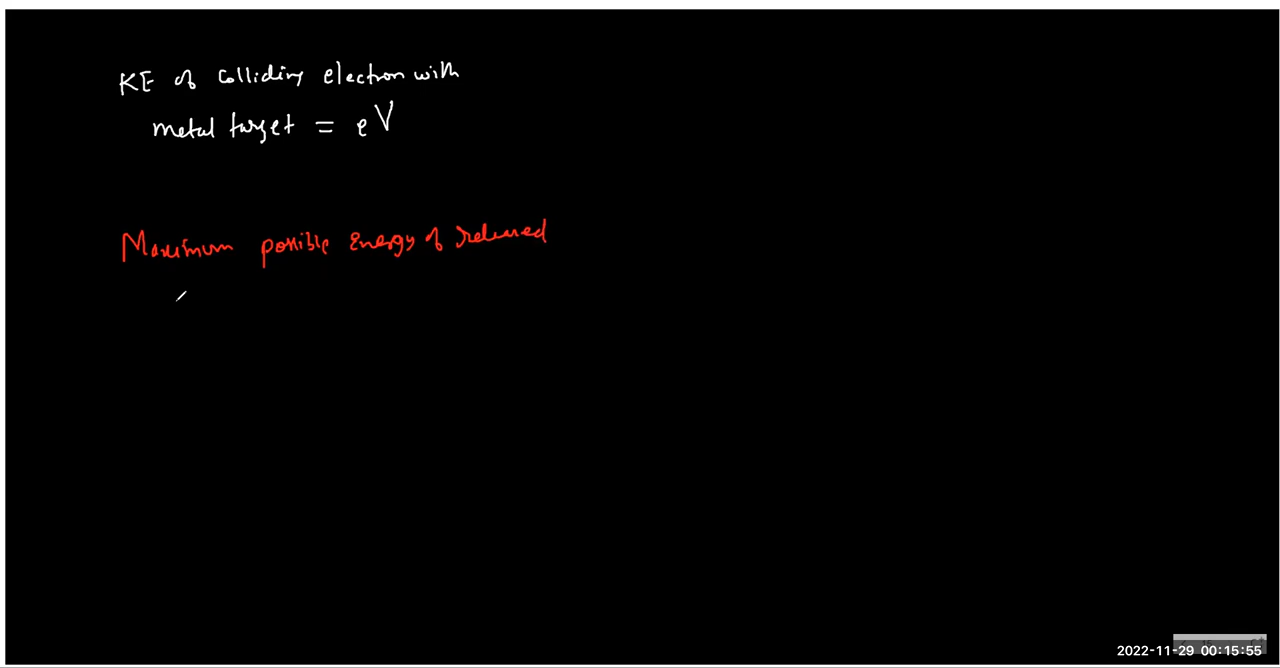 KE of colliding electron with
metal target = eV
Maximum possible Energy of released
2022-11-29 00:15:55